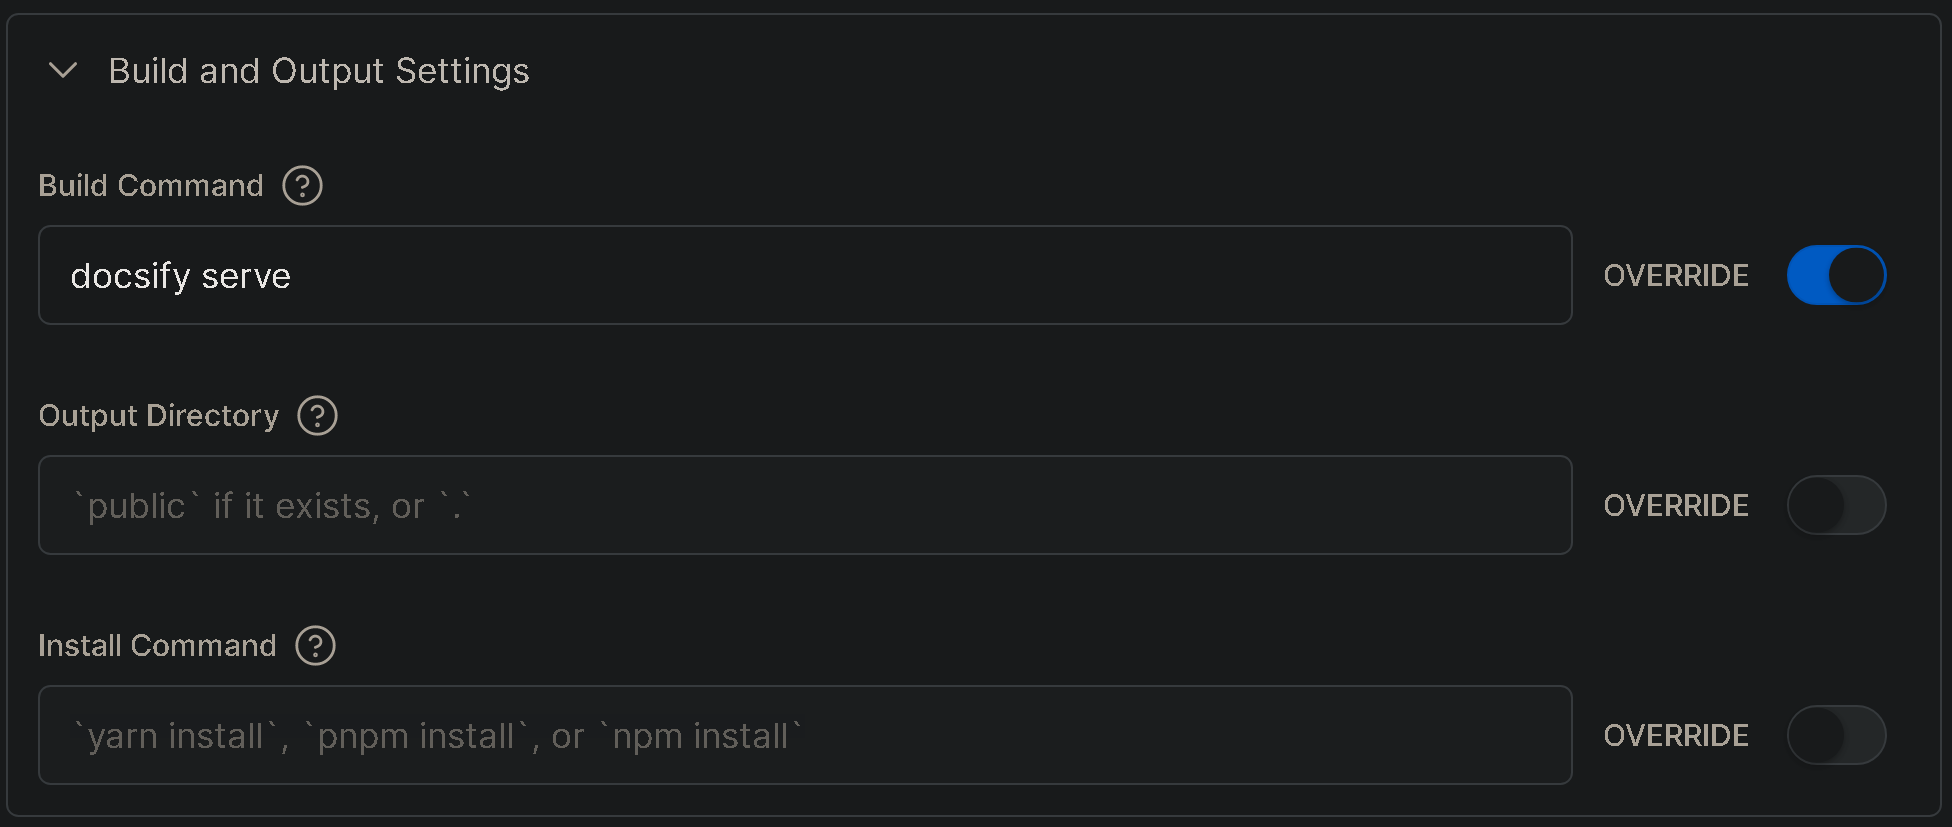 Build and Output Settings
Build Command ?
docsify serve
OVERRIDE
Output Directory ?
`public` if it exists, or `.`
OVERRIDE
Install Command ?
`yarn install`, `pnpm install`, or `npm install`
OVERRIDE